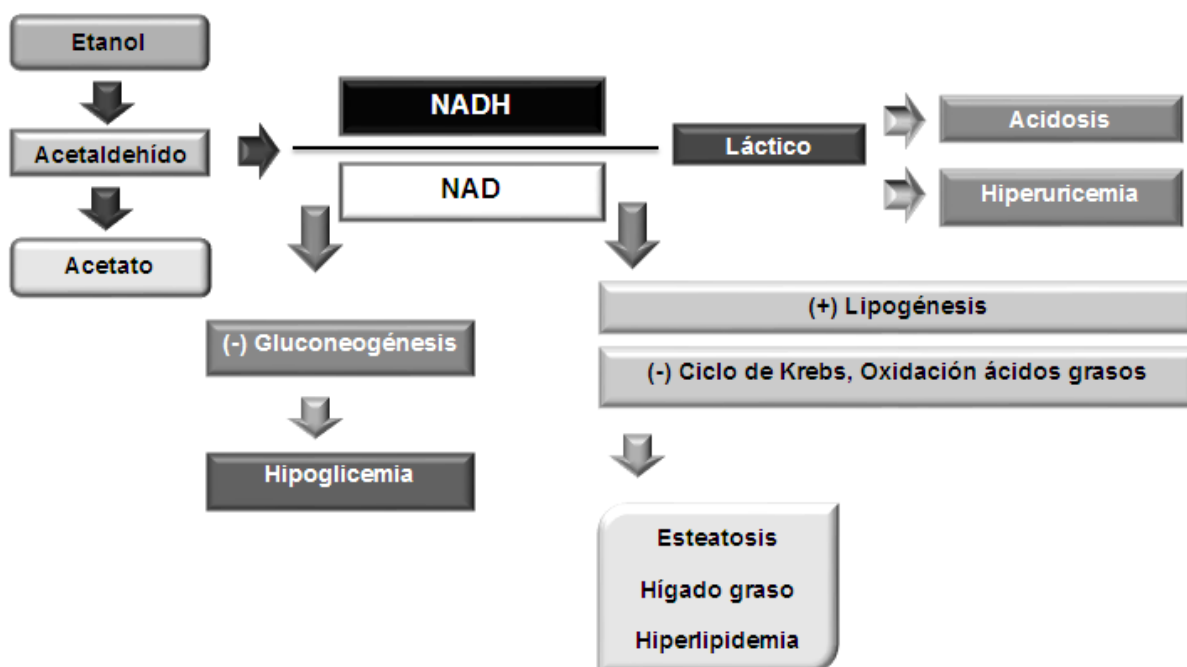 Etanol
Acetaldehído
Acetato
NADH
NAD
Láctico
Acidosis
Hiperuricemia
(-) Gluconeogénesis
Hipoglicemia
(+) Lipogénesis
(-) Ciclo de Krebs, Oxidación ácidos grasos
Esteatosis
Hígado graso
Hiperlipidemia